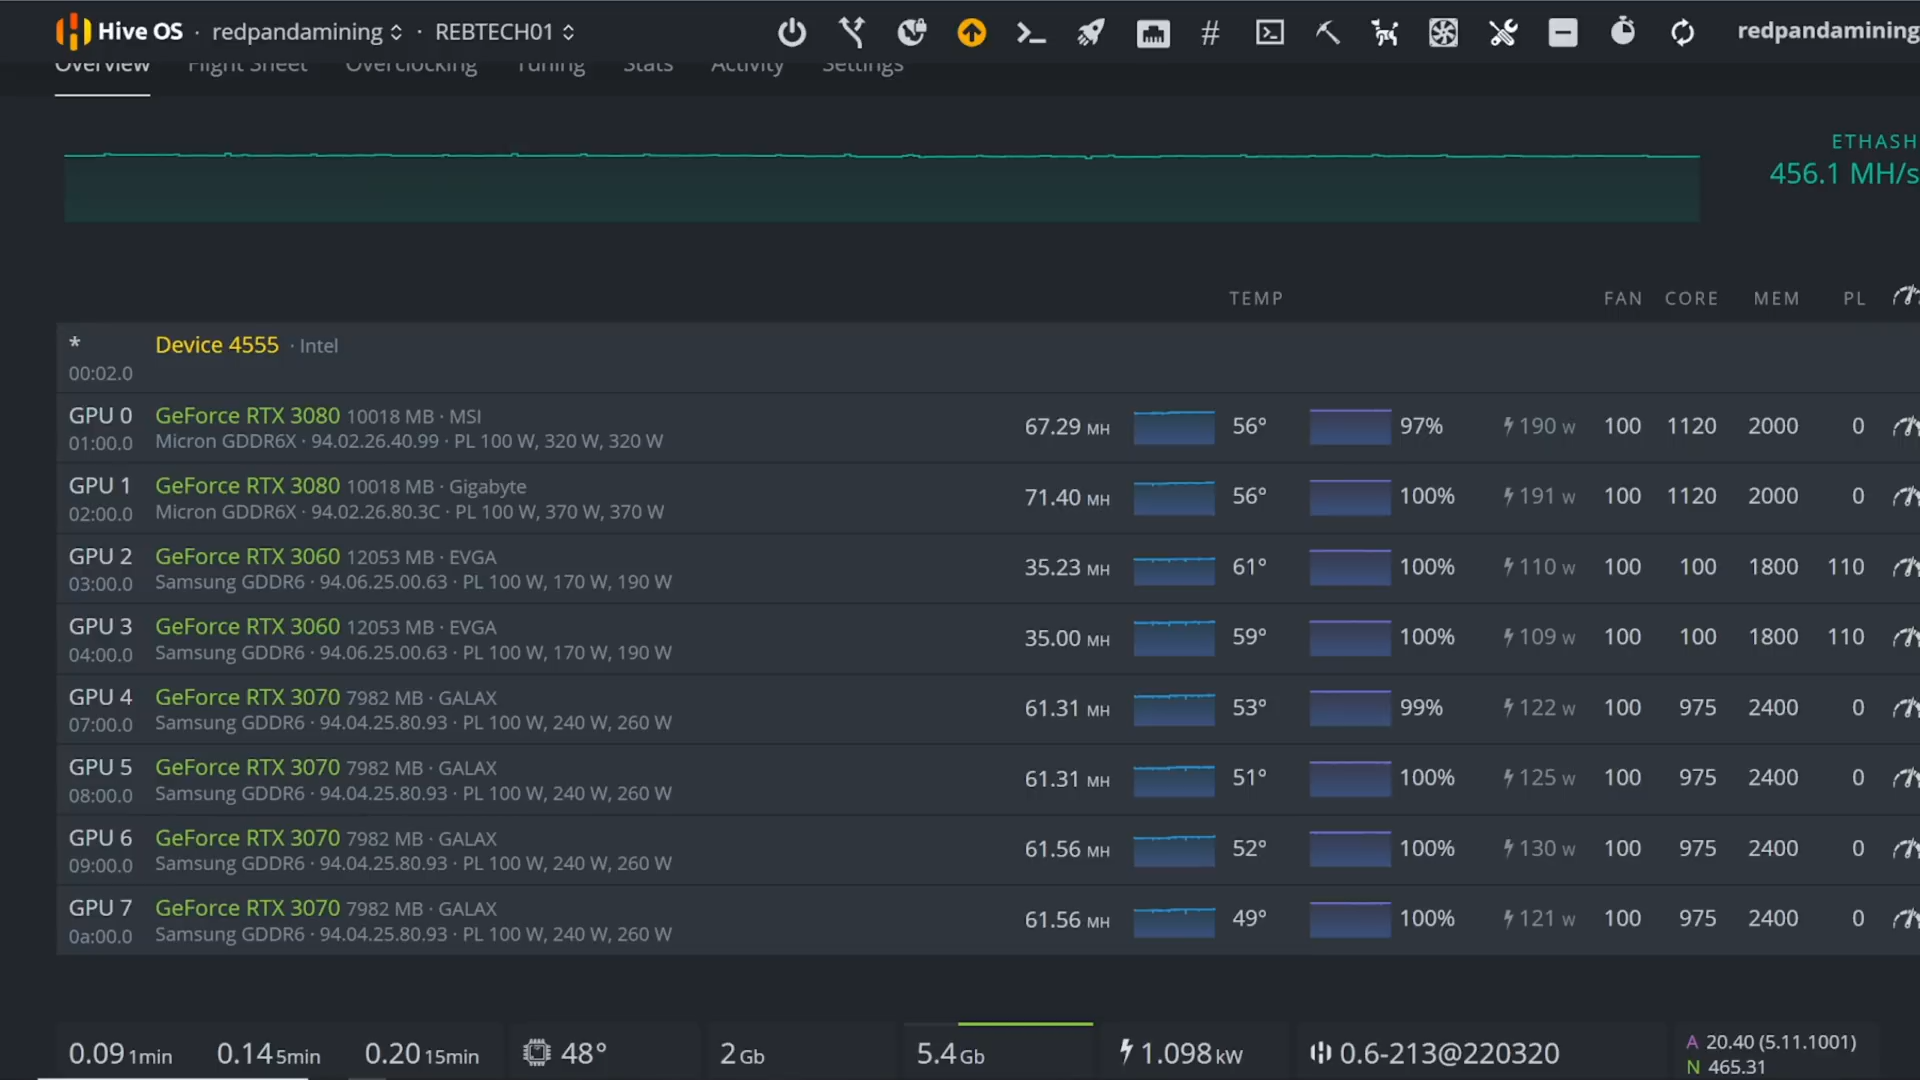 Hive OS · redpandamining · REBTECH01 # redpandamining
Overview Flight Sheet Overclocking Tuning Stats Activity Settings
ETHASH
456.1 MH/s
TEMP FAN CORE MEM PL
* Device 4555 · Intel
00:02.0
GPU 0 GeForce RTX 3080 10018 MB · MSI 67.29 MH 56° 97% 190 W 100 1120 2000 0
01:00.0 Micron GDDR6X · 94.02.26.40.99 · PL 100 W, 320 W, 320 W
GPU 1 GeForce RTX 3080 10018 MB · Gigabyte 71.40 MH 56° 100% 191 W 100 1120 2000 0
02:00.0 Micron GDDR6X · 94.02.26.80.3C · PL 100 W, 370 W, 370 W
GPU 2 GeForce RTX 3060 12053 MB · EVGA 35.23 MH 61° 100% 110 W 100 100 1800 110
03:00.0 Samsung GDDR6 · 94.06.25.00.63 · PL 100 W, 170 W, 190 W
GPU 3 GeForce RTX 3060 12053 MB · EVGA 35.00 MH 59° 100% 109 W 100 100 1800 110
04:00.0 Samsung GDDR6 · 94.06.25.00.63 · PL 100 W, 170 W, 190 W
GPU 4 GeForce RTX 3070 7982 MB · GALAX 61.31 MH 53° 99% 122 W 100 975 2400 0
07:00.0 Samsung GDDR6 · 94.04.25.80.93 · PL 100 W, 240 W, 260 W
GPU 5 GeForce RTX 3070 7982 MB · GALAX 61.31 MH 51° 100% 125 W 100 975 2400 0
08:00.0 Samsung GDDR6 · 94.04.25.80.93 · PL 100 W, 240 W, 260 W
GPU 6 GeForce RTX 3070 7982 MB · GALAX 61.56 MH 52° 100% 130 W 100 975 2400 0
09:00.0 Samsung GDDR6 · 94.04.25.80.93 · PL 100 W, 240 W, 260 W
GPU 7 GeForce RTX 3070 7982 MB · GALAX 61.56 MH 49° 100% 121 W 100 975 2400 0
0a:00.0 Samsung GDDR6 · 94.04.25.80.93 · PL 100 W, 240 W, 260 W
0.09 1min 0.14 5min 0.20 15min 48° 2 Gb 5.4 Gb 1.098 kW 0.6-213@220320 A 20.40 (5.11.1001)
N 465.31